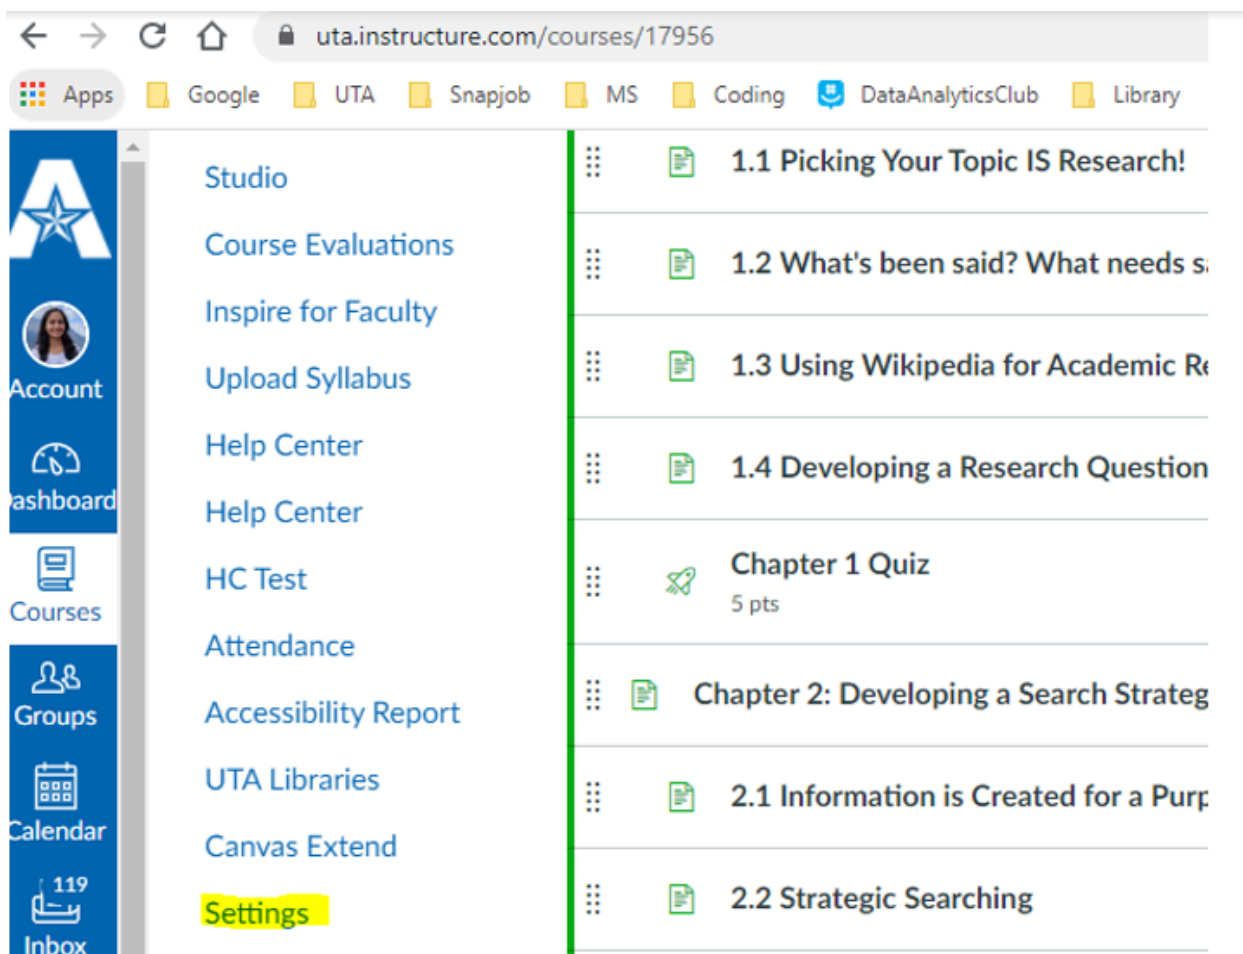 uta.instructure.com/courses/17956
Apps Google UTA Snapjob MS Coding DataAnalyticsClub Library
Account
Dashboard
Courses
Groups
Calendar
119
Inbox
Studio
Course Evaluations
Inspire for Faculty
Upload Syllabus
Help Center
Help Center
HC Test
Attendance
Accessibility Report
UTA Libraries
Canvas Extend
Settings
1.1 Picking Your Topic IS Research!
1.2 What's been said? What needs
1.3 Using Wikipedia for Academic
1.4 Developing a Research Question
Chapter 1 Quiz
5 pts
Chapter 2: Developing a Search Strateg
2.1 Information is Created for a Purp
2.2 Strategic Searching